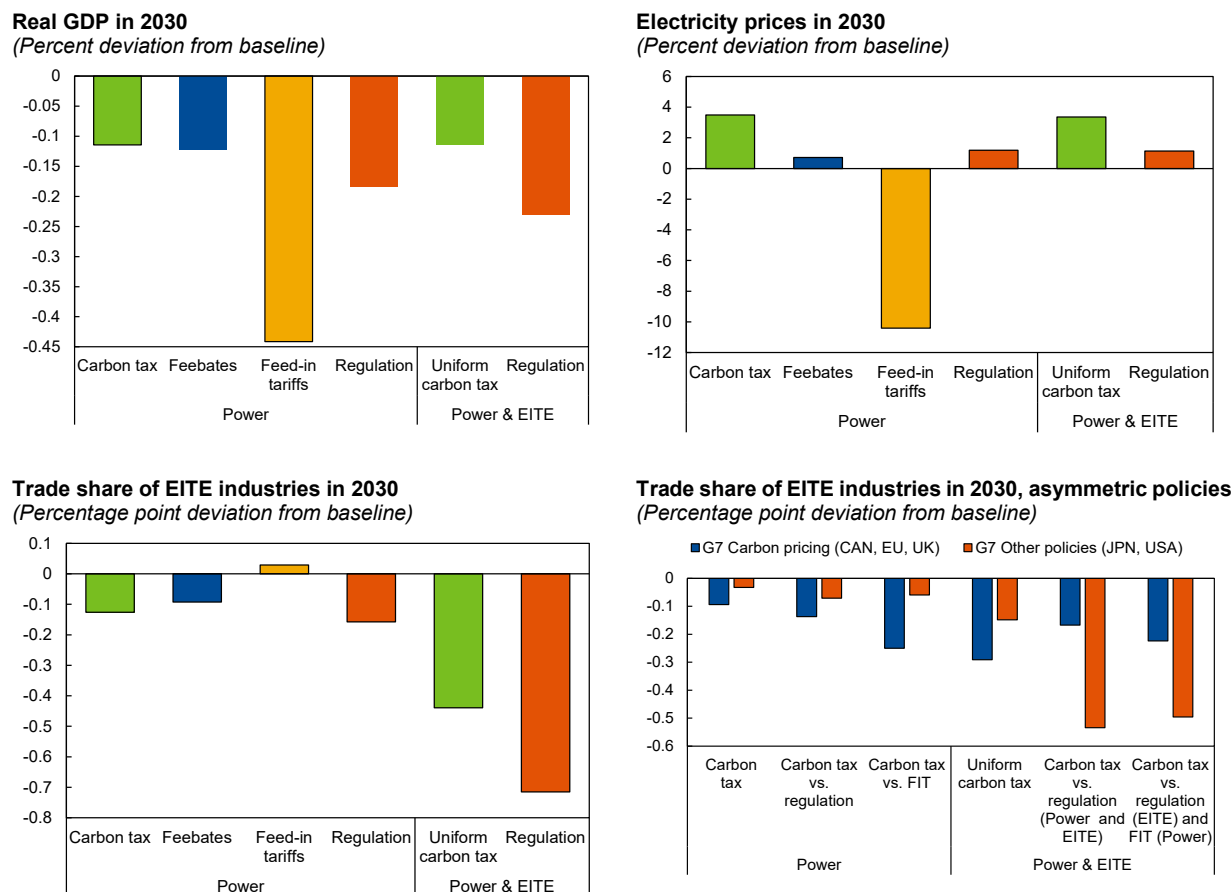 Real GDP in 2030
(Percent deviation from baseline)
0
-0.05
-0.1
-0.15
-0.2
-0.25
-0.3
-0.35
-0.4
-0.45
Carbon tax Feebates Feed-in tariffs Regulation Uniform carbon tax Regulation
Power Power & EITE
Electricity prices in 2030
(Percent deviation from baseline)
6
4
2
0
-2
-4
-6
-8
-10
-12
Carbon tax Feebates Feed-in tariffs Regulation Uniform carbon tax Regulation
Power Power & EITE
Trade share of EITE industries in 2030
(Percentage point deviation from baseline)
0.1
0
-0.1
-0.2
-0.3
-0.4
-0.5
-0.6
-0.7
-0.8
Carbon tax Feebates Feed-in tariffs Regulation Uniform carbon tax Regulation
Power Power & EITE
Trade share of EITE industries in 2030, asymmetric policies
(Percentage point deviation from baseline)
G7 Carbon pricing (CAN, EU, UK) G7 Other policies (JPN, USA)
0
-0.1
-0.2
-0.3
-0.4
-0.5
-0.6
Carbon tax Carbon tax vs. regulation Carbon tax vs. FIT Uniform carbon tax Carbon tax vs. regulation (Power and EITE) Carbon tax vs. regulation (EITE) and FIT (Power)
Power Power & EITE